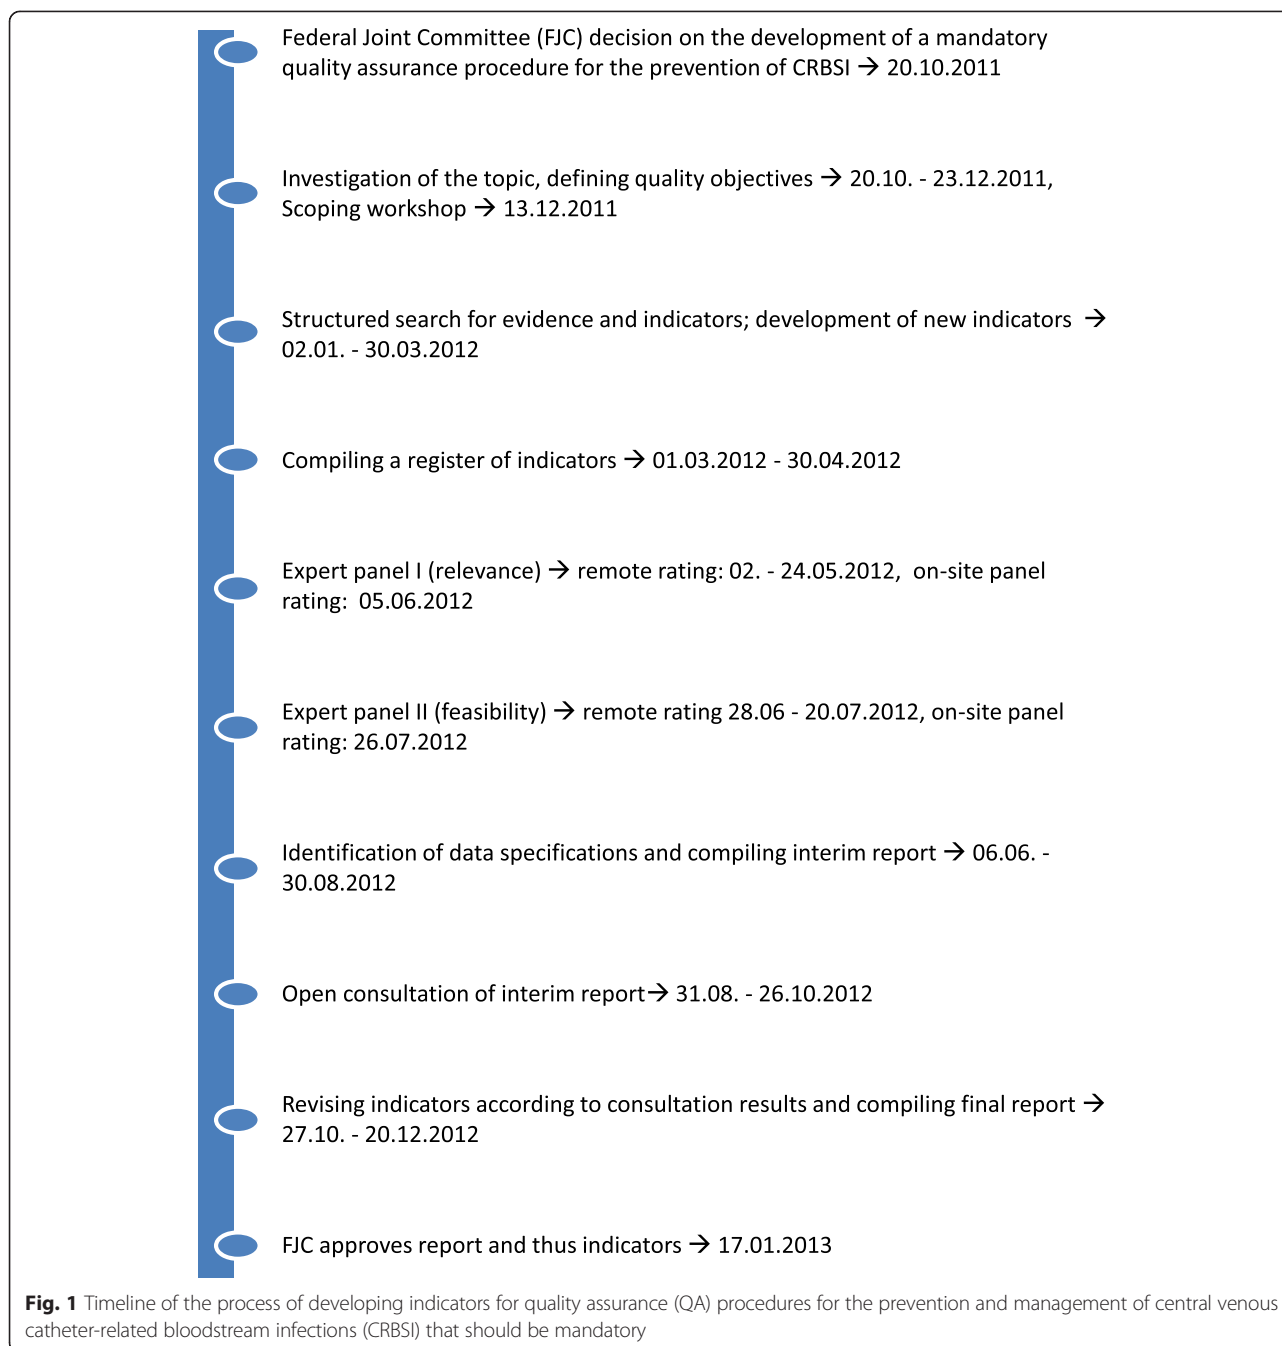 Federal Joint Committee (FJC) decision on the development of a mandatory
quality assurance procedure for the prevention of CRBSI → 20.10.2011
Investigation of the topic, defining quality objectives → 20.10. - 23.12.2011,
Scoping workshop → 13.12.2011
Structured search for evidence and indicators; development of new indicators →
02.01. - 30.03.2012
Compiling a register of indicators → 01.03.2012 - 30.04.2012
Expert panel I (relevance) → remote rating: 02. - 24.05.2012, on-site panel
rating: 05.06.2012
Expert panel II (feasibility) → remote rating 28.06 - 20.07.2012, on-site panel
rating: 26.07.2012
Identification of data specifications and compiling interim report → 06.06. -
30.08.2012
Open consultation of interim report→ 31.08. - 26.10.2012
Revising indicators according to consultation results and compiling final report →
27.10. - 20.12.2012
FJC approves report and thus indicators → 17.01.2013
Fig. 1 Timeline of the process of developing indicators for quality assurance (QA) procedures for the prevention and management of central venous
catheter-related bloodstream infections (CRBSI) that should be mandatory